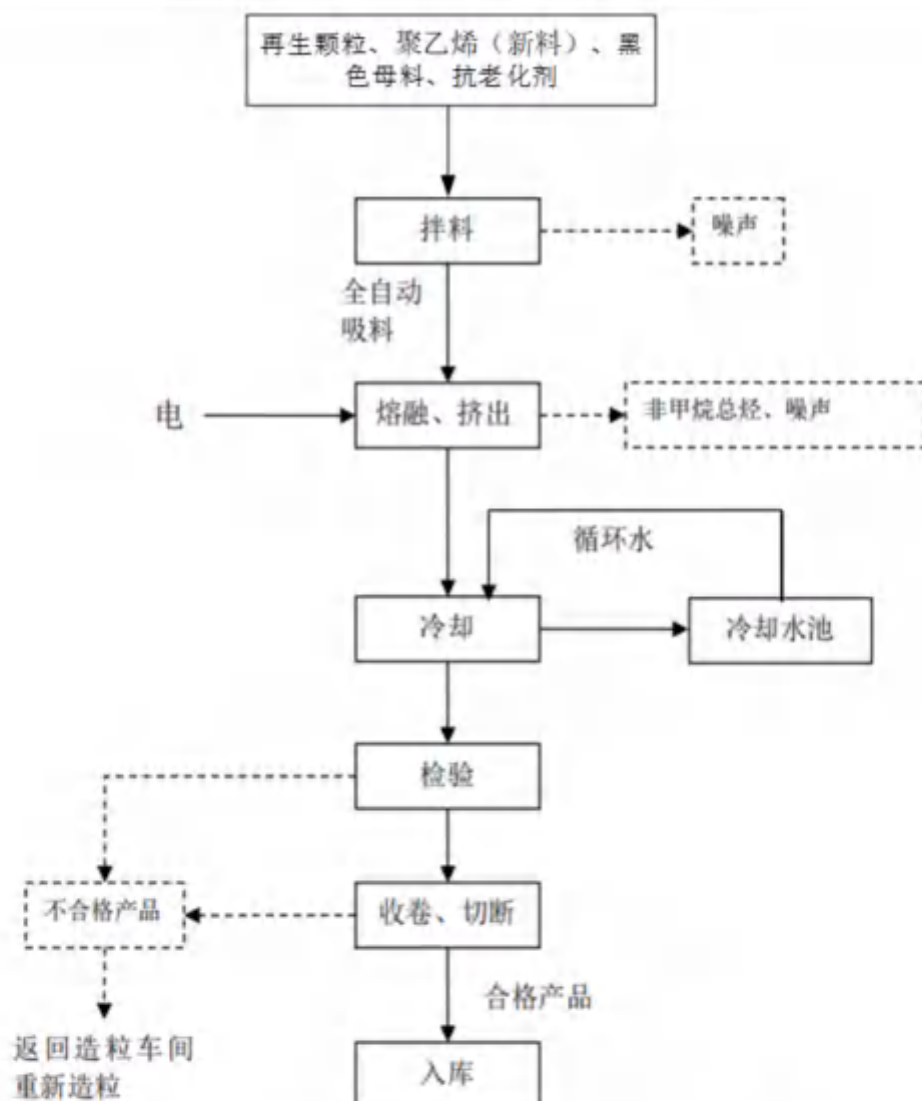 再生颗粒、聚乙烯（新料）、黑
色母料、抗老化剂
拌料
噪声
全自动
吸料
电
熔融、挤出
非甲烷总烃、噪声
循环水
冷却
冷却水池
检验
不合格产品
收卷、切断
合格产品
返回造粒车间
重新造粒
入库